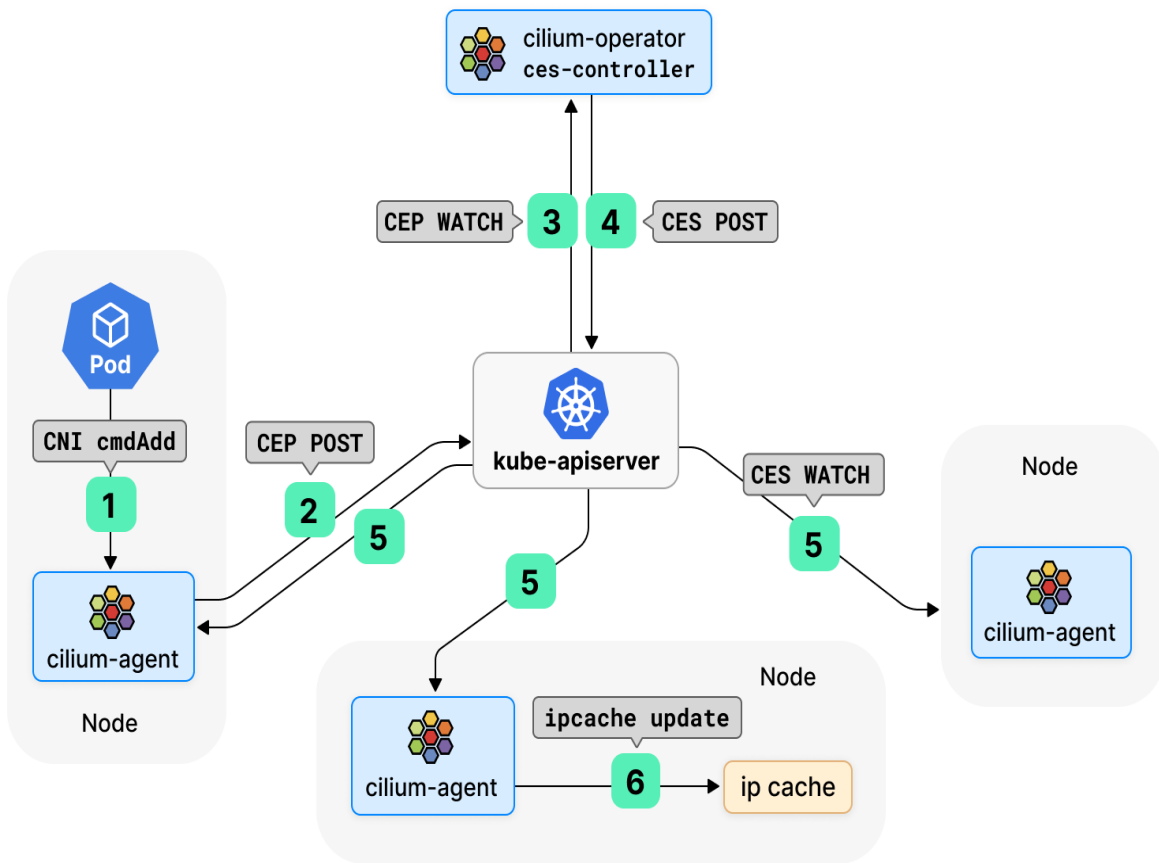 cilium-operator
ces-controller
CEP WATCH
3
4
CES POST
Pod
CNI cmdAdd
1
cilium-agent
Node
CEP POST
2
5
kube-apiserver
5
CES WATCH
5
Node
cilium-agent
Node
cilium-agent
ipcache update
6
ip cache